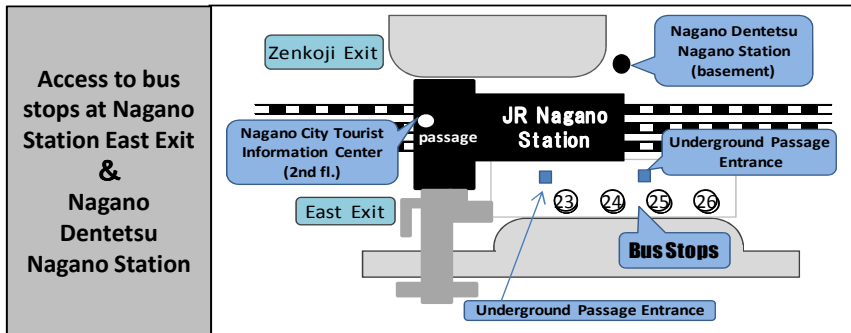 Access to bus
stops at Nagano
Station East Exit
&
Nagano
Dentetsu
Nagano Station
Zenkoji Exit
Nagano Dentetsu
Nagano Station
(basement)
Nagano City Tourist
Information Center
(2nd fl.)
passage
JR Nagano
Station
Underground Passage
Entrance
East Exit
23 24 25 26
Bus Stops
Underground Passage Entrance